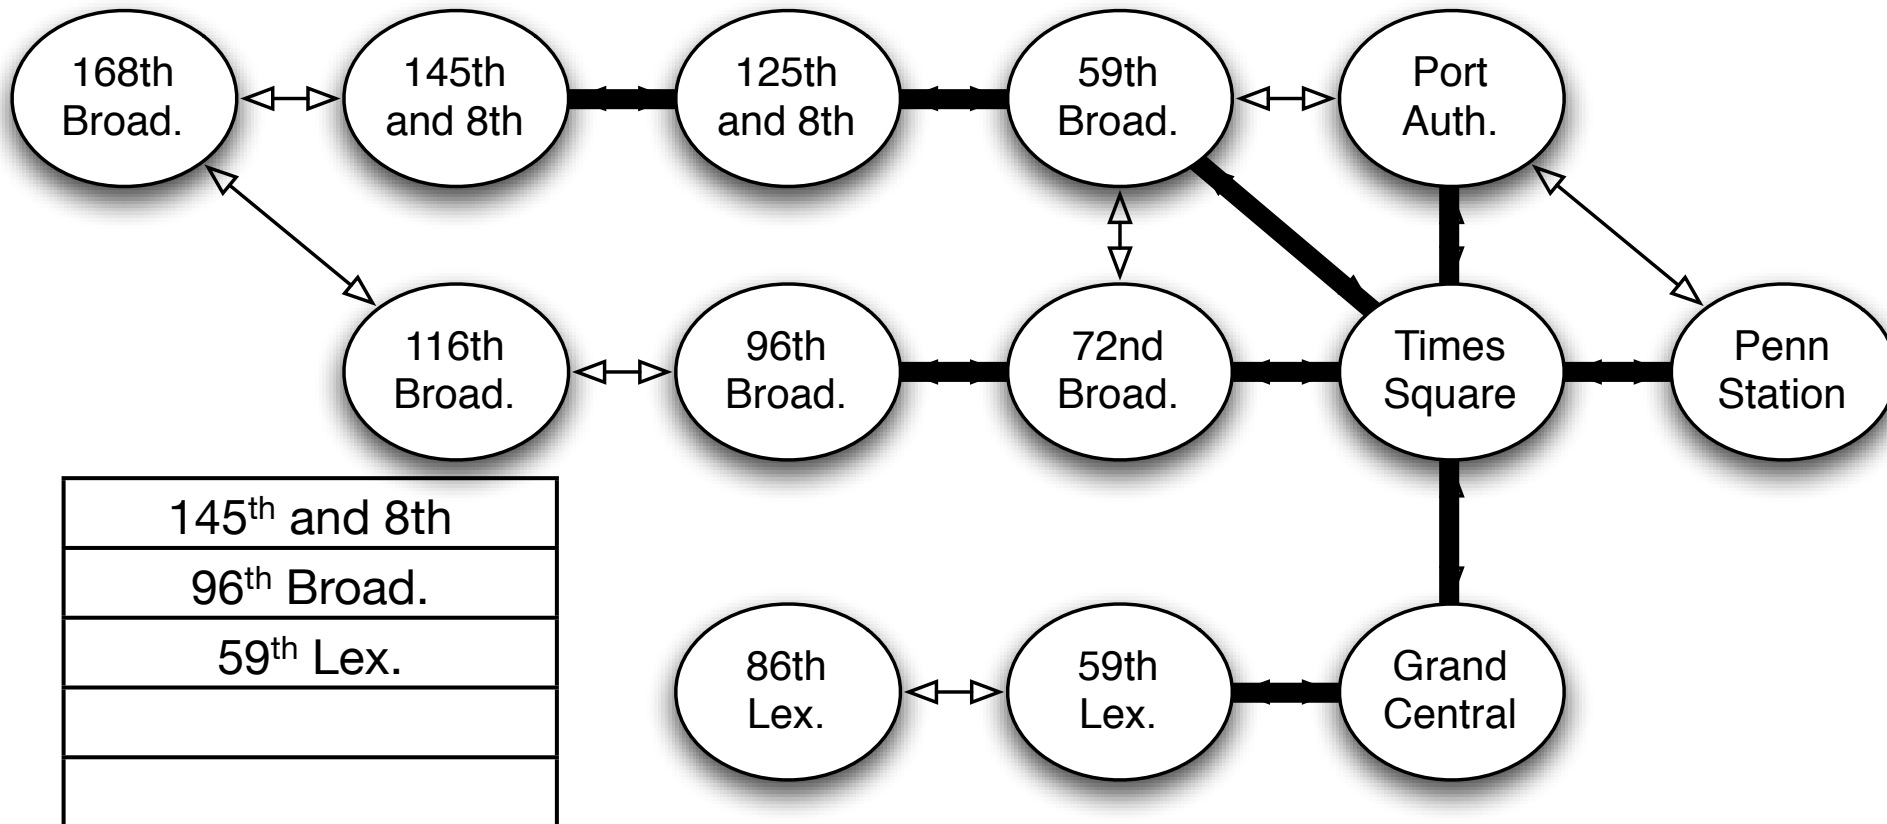 168th
Broad.
145th
and 8th
125th
and 8th
59th
Broad.
Port
Auth.
116th
Broad.
96th
Broad.
72nd
Broad.
Times
Square
Penn
Station
145th and 8th
96th Broad.
59th Lex.
86th
Lex.
59th
Lex.
Grand
Central